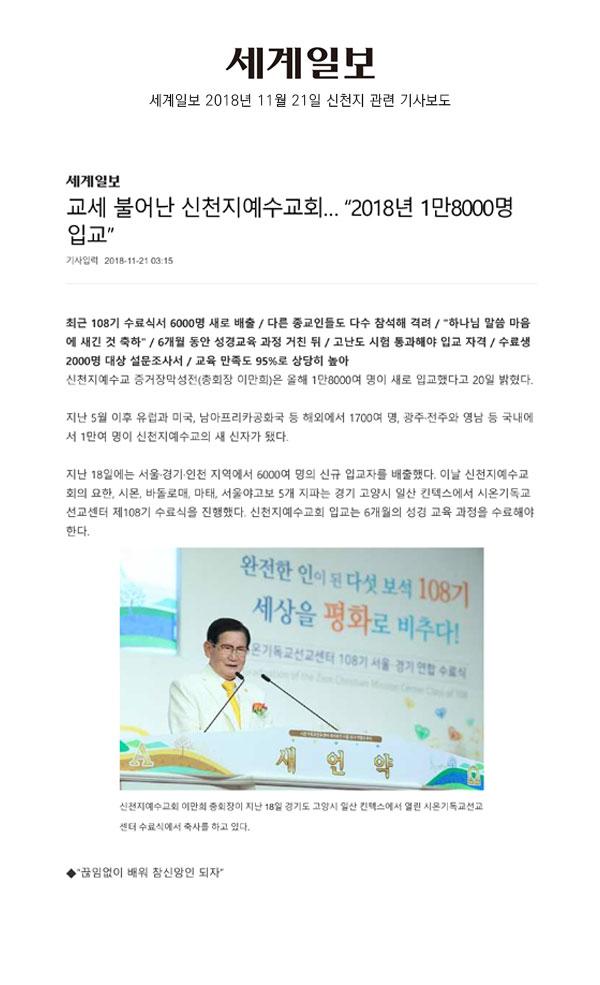 세계일보
세계일보 2018년 11월 21일 신천지 관련 기사보도
세계일보
교세 불어난 신천지예수교회... “2018년 1만8000명
입교”
기사입력 2018-11-21 03:15
최근 108기 수료식서 6000명 새로 배출 / 다른 종교인들도 다수 참석해 격려 / "하나님 말씀 마음
에 새긴 것 축하" / 6개월 동안 성경교육 과정 거친 뒤 / 고난도 시험 통과해야 입교 자격 / 수료생
2000명 대상 설문조사서 / 교육 만족도 95%로 상당히 높아
신천지예수교 증거장막성전(총회장 이만희)은 올해 1만8000여 명이 새로 입교했다고 20일 밝혔다.
지난 5월 이후 유럽과 미국, 남아프리카공화국 등 해외에서 1700여 명, 광주·전주와 영남 등 국내에
서 1만여 명이 신천지예수교의 새 신자가 됐다.
지난 18일에는 서울·경기·인천 지역에서 6000여 명의 신규 입교자를 배출했다. 이날 신천지예수교
회의 요한, 시몬, 바돌로매, 마태, 서울야고보 5개 지파는 경기 고양시 일산 킨텍스에서 시온기독교
선교센터 제108기 수료식을 진행했다. 신천지예수교회 입교는 6개월의 성경 교육 과정을 수료해야
한다.
완전한 인이 된 다섯 보석 108기
세상을 평화로 비추다!
시온기독교선교센터 108기 서울·경기 연합 수료식
of the Zion Christian Mission Center Class of 108
새 언 약
신천지예수교회 이만희 총회장이 지난 18일 경기도 고양시 일산 킨텍스에서 열린 시온기독교선교
센터 수료식에서 축사를 하고 있다.
◆“끊임없이 배워 참신앙인 되자”